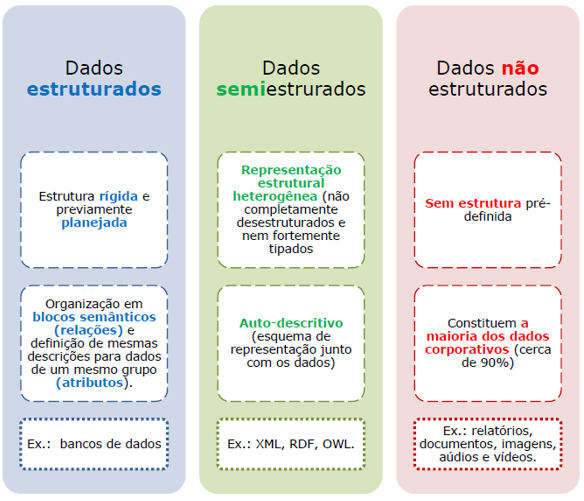 Dados
estruturados
Estrutura rígida e
previamente
planejada
Organização em
blocos semânticos
(relações) e
definição de mesmas
descrições para dados
de um mesmo grupo
(atributos).
Ex.: bancos de dados
Dados
semiestrurados
Representação
estrutural
heterogênea (não
completamente
desestruturados e
nem fortemente
tipados
Auto-descritivo
(esquema de
representação junto
com os dados)
Ex.: XML, RDF, OWL.
Dados não
estruturados
Sem estrutura pré-
definida
Constituem a
maioria dos dados
corporativos (cerca
de 90%)
Ex.: relatórios,
documentos, imagens,
aúdios e vídeos.